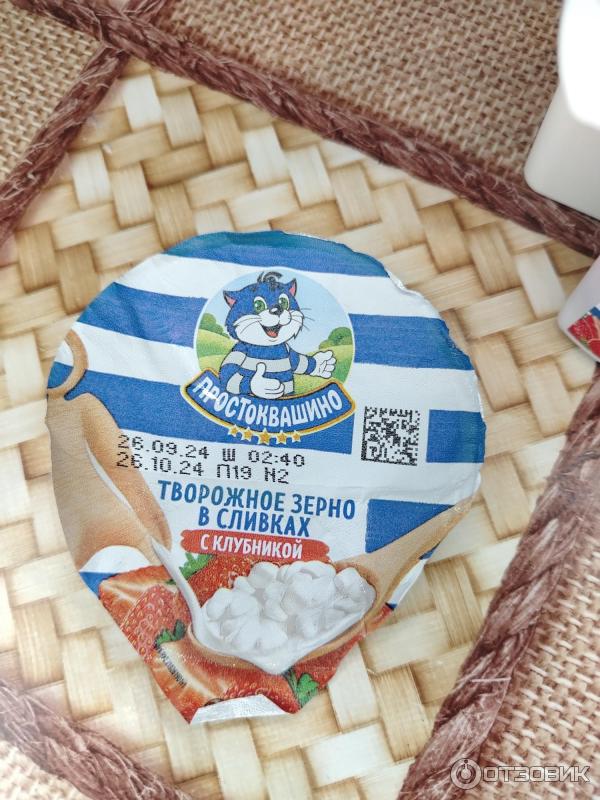 ПРОСТОКВАШИНО
26.09.24 Ш 02:40
26.10.24 П19 N2
ТВОРОЖНОЕ ЗЕРНО
В СЛИВКАХ
С КЛУБНИКОЙ
ОТЗОВИК